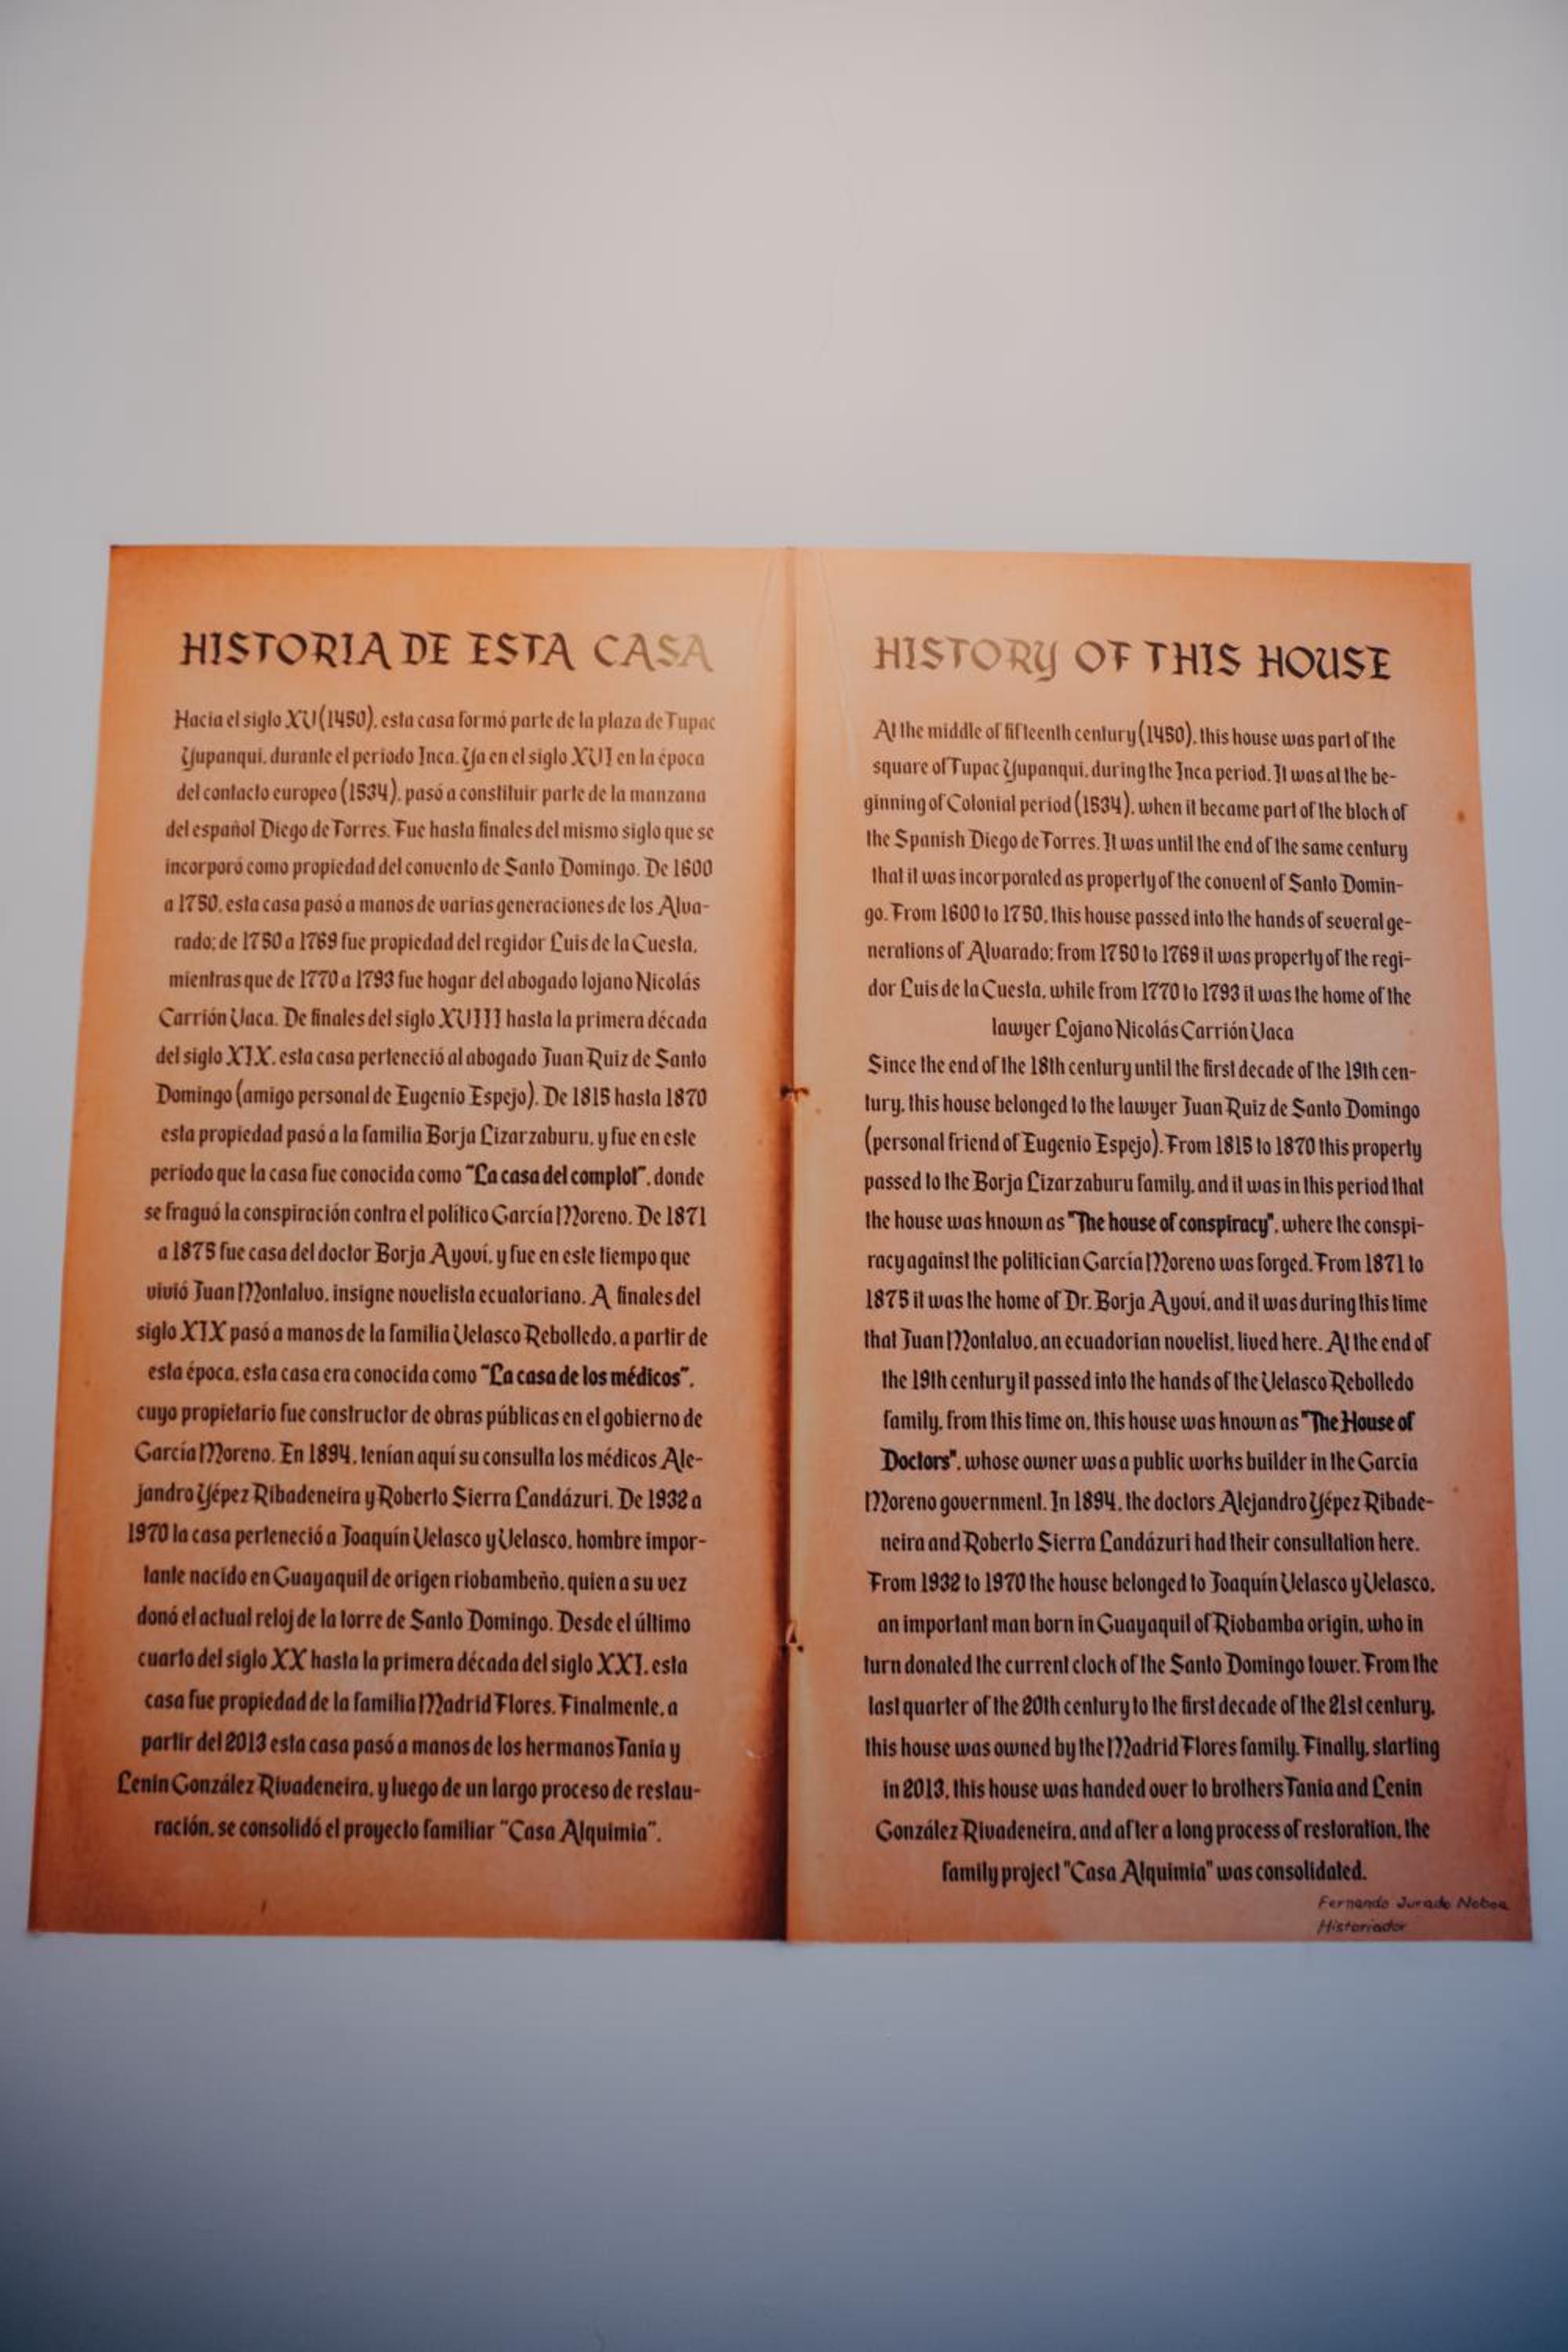 HISTORIA DE ESTA CASA
Hacia el siglo XV (1450), esta casa formó parte de la plaza de Tupac
Yupanqui, durante el periodo Inca. Ya en el siglo XVI en la época
del contacto europeo (1534), pasó a constituir parte de la manzana
del español Diego de Torres. Fue hasta finales del mismo siglo que se
incorporó como propiedad del convento de Santo Domingo. De 1600
a 1750, esta casa pasó a manos de varias generaciones de los Alva-
rado; de 1750 a 1769 fue propiedad del regidor Luis de la Cuesta,
mientras que de 1770 a 1793 fue hogar del abogado lojano Nicolás
Carrión Vaca. De finales del siglo XVIII hasta la primera década
del siglo XIX, esta casa perteneció al abogado Juan Ruiz de Santo
Domingo (amigo personal de Eugenio Espejo). De 1815 hasta 1870
esta propiedad pasó a la familia Borja Lizarzaburu, y fue en este
periodo que la casa fue conocida como "La casa del complot", donde
se fraguó la conspiración contra el político García Moreno. De 1871
a 1875 fue casa del doctor Borja Ayoví, y fue en este tiempo que
vivió Juan Montalvo, insigne novelista ecuatoriano. A finales del
siglo XIX pasó a manos de la familia Velasco Rebolledo, a partir de
esta época, esta casa era conocida como "La casa de los médicos",
cuyo propietario fue constructor de obras públicas en el gobierno de
García Moreno. En 1894, tenían aquí su consulta los médicos Ale-
jandro Yépez Ribadeneira y Roberto Sierra Landázuri. De 1932 a
1970 la casa perteneció a Joaquín Velasco y Velasco, hombre impor-
tante nacido en Guayaquil de origen riobambeño, quien a su vez
donó el actual reloj de la torre de Santo Domingo. Desde el último
cuarto del siglo XX hasta la primera década del siglo XXI, esta
casa fue propiedad de la familia Madrid Flores. Finalmente, a
partir del 2013 esta casa pasó a manos de los hermanos Tania y
Lenin González Rivadeneira, y luego de un largo proceso de restau-
ración, se consolidó el proyecto familiar "Casa Alquimia".
HISTORY OF THIS HOUSE
At the middle of fifteenth century (1450), this house was part of the
square of Tupac Yupanqui, during the Inca period. It was at the be-
ginning of Colonial period (1534), when it became part of the block of
the Spanish Diego de Torres. It was until the end of the same century
that it was incorporated as property of the convent of Santo Domin-
go. From 1600 to 1750, this house passed into the hands of several ge-
nerations of Alvarado; from 1750 to 1769 it was property of the regi-
dor Luis de la Cuesta, while from 1770 to 1793 it was the home of the
lawyer Lojano Nicolás Carrión Vaca
Since the end of the 18th century until the first decade of the 19th cen-
tury, this house belonged to the lawyer Juan Ruiz de Santo Domingo
(personal friend of Eugenio Espejo). From 1815 to 1870 this property
passed to the Borja Lizarzaburu family, and it was in this period that
the house was known as "The house of conspiracy", where the conspi-
racy against the politician García Moreno was forged. From 1871 to
1875 it was the home of Dr. Borja Ayoví, and it was during this time
that Juan Montalvo, an ecuadorian novelist, lived here. At the end of
the 19th century it passed into the hands of the Velasco Rebolledo
family, from this time on, this house was known as "The House of
Doctors", whose owner was a public works builder in the García
Moreno government. In 1894, the doctors Alejandro Yépez Ribade-
neira and Roberto Sierra Landázuri had their consultation here.
From 1932 to 1970 the house belonged to Joaquín Velasco y Velasco,
an important man born in Guayaquil of Riobamba origin, who in
turn donated the current clock of the Santo Domingo tower. From the
last quarter of the 20th century to the first decade of the 21st century,
this house was owned by the Madrid Flores family. Finally, starting
in 2013, this house was handed over to brothers Tania and Lenin
González Rivadeneira, and after a long process of restoration, the
family project "Casa Alquimia" was consolidated.
Fernando Jurado Noboa
Historiador